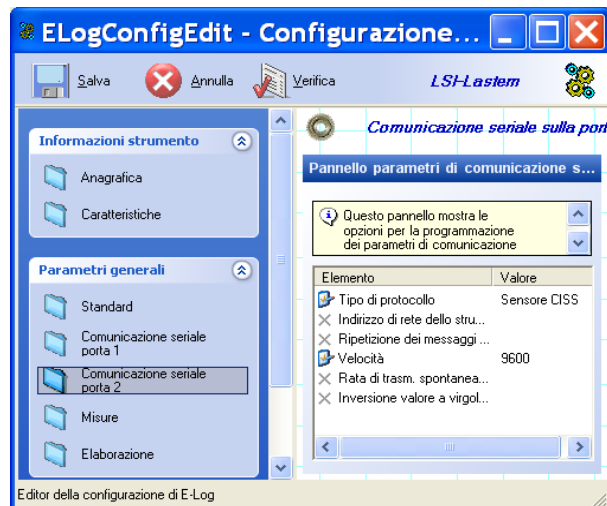 ELogConfigEdit - Configurazione...
Salva
Annulla
Verifica
LSI-Lastem
Informazioni strumento
Anagrafica
Caratteristiche
Parametri generali
Standard
Comunicazione seriale
porta 1
Comunicazione seriale
porta 2
Misure
Elaborazione
Comunicazione seriale sulla port
Pannello parametri di comunicazione s...
Questo pannello mostra le
opzioni per la programmazione
dei parametri di comunicazione
Elemento Valore
Tipo di protocollo Sensore CISS
Indirizzo di rete dello stru...
Ripetizione dei messaggi ...
Velocità 9600
Rata di trasm. spontanea...
Inversione valore a virgol...
Editor della configurazione di E-Log